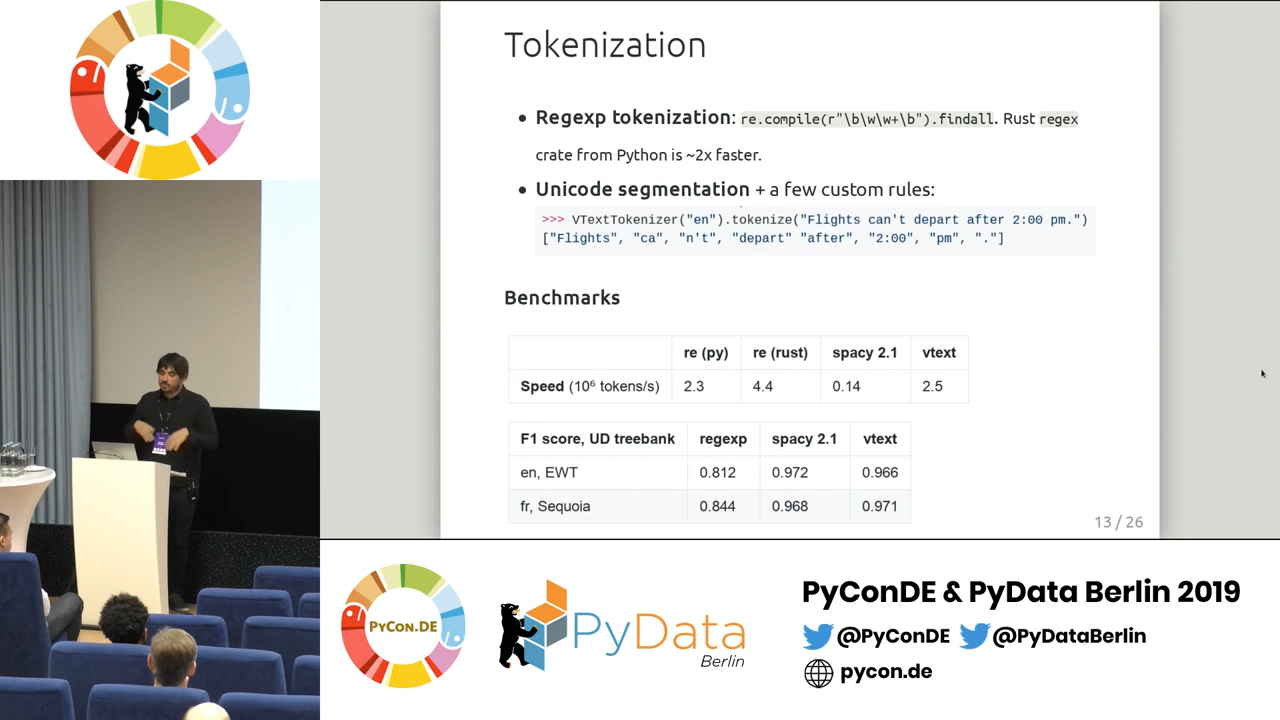 Tokenization
• Regexp tokenization: re.compile(r"\b\w\w+\b").findall. Rust regex
crate from Python is ~2x faster.
• Unicode segmentation + a few custom rules:
>>> VTextTokenizer("en").tokenize("Flights can't depart after 2:00 pm.")
["Flights", "ca", "n't", "depart" "after", "2:00", "pm", "."]
Benchmarks
re (py) re (rust) spacy 2.1 vtext
Speed (10⁶ tokens/s) 2.3 4.4 0.14 2.5
F1 score, UD treebank regexp spacy 2.1 vtext
en, EWT 0.812 0.972 0.966
fr, Sequoia 0.844 0.968 0.971
13 / 26
PYCON.DE
PyData
Berlin
PyConDE & PyData Berlin 2019
@PyConDE @PyDataBerlin
pycon.de